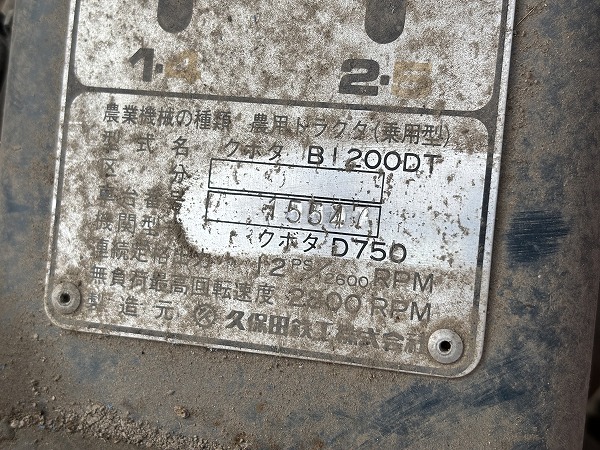 1・4 2・5
農業機械の種類 農用トラクタ(乗用型)
型式名 クボタ B1200DT
区分
車台番号 15547
機関型 クボタ D750
連続定格出力 12PS/2600RPM
無負荷最高回転速度 2800RPM
製造元 久保田鉄工株式会社